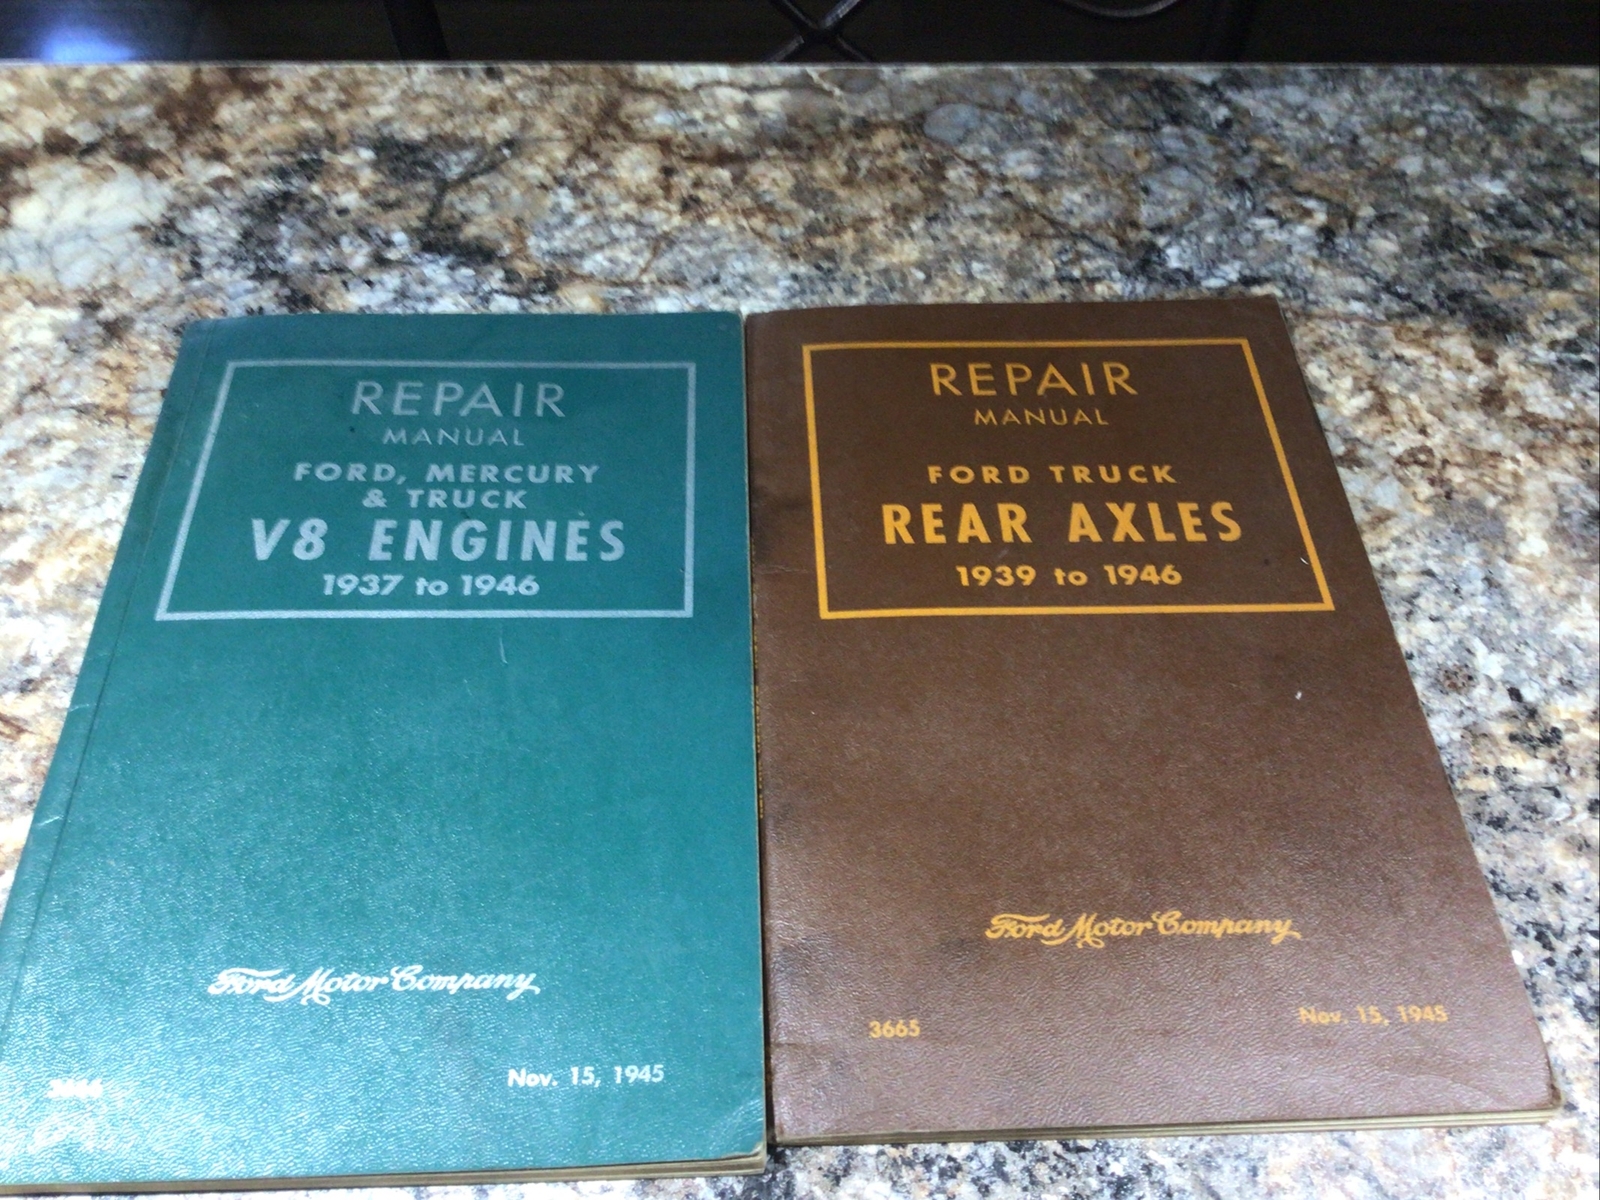 REPAIR
MANUAL
FORD, MERCURY
& TRUCK
V8 ENGINES
1937 to 1946
Ford Motor Company
Nov. 15, 1945
REPAIR
MANUAL
FORD TRUCK
REAR AXLES
1939 to 1946
Ford Motor Company
3665
Nov. 15, 1945